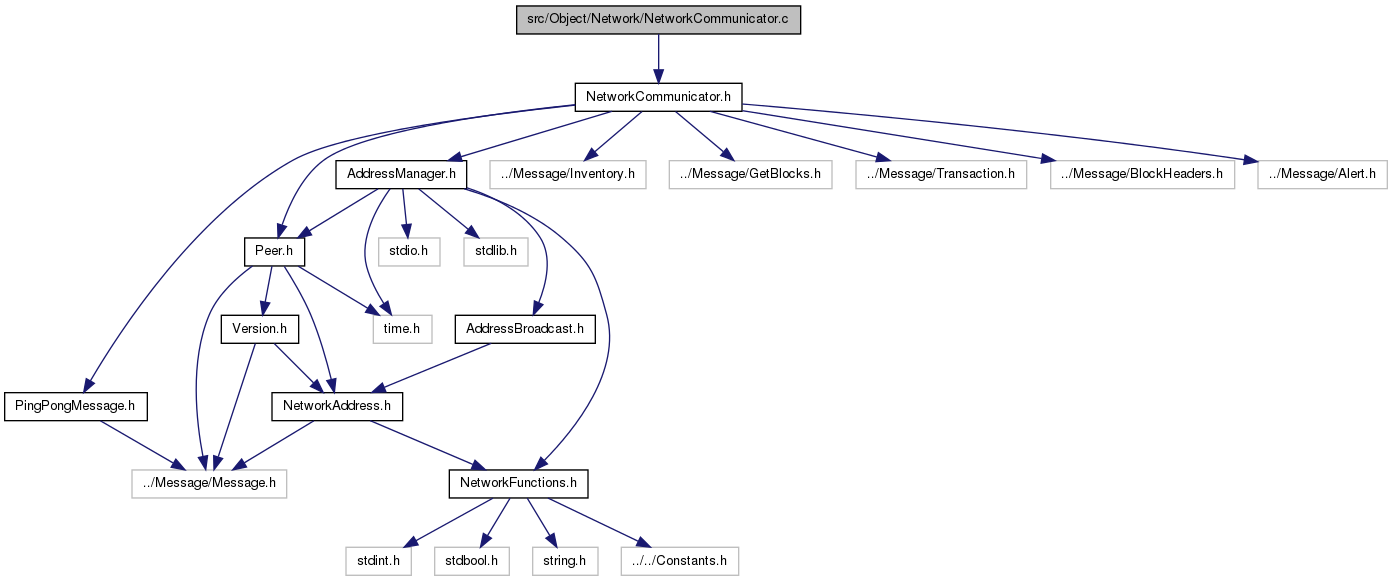 src/Object/Network/NetworkCommunicator.c
NetworkCommunicator.h
AddressManager.h
../Message/Inventory.h
../Message/GetBlocks.h
../Message/Transaction.h
../Message/BlockHeaders.h
../Message/Alert.h
Peer.h
stdio.h
stdlib.h
Version.h
time.h
AddressBroadcast.h
PingPongMessage.h
NetworkAddress.h
../Message/Message.h
NetworkFunctions.h
stdint.h
stdbool.h
string.h
../../Constants.h